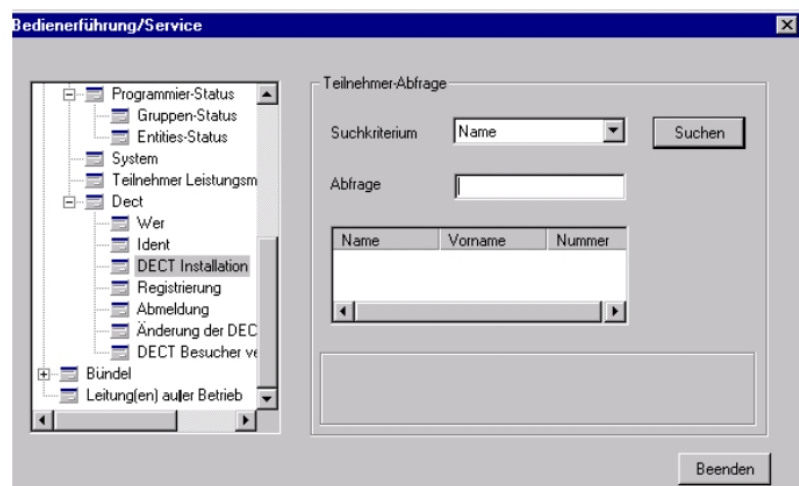 Bedienerführung/Service
Programmier-Status
Gruppen-Status
Entities-Status
System
Teilnehmer Leistungsm
Dect
Wer
Ident
DECT Installation
Registrierung
Abmeldung
Änderung der DEC
DECT Besucher ve
Bündel
Leitung(en) außer Betrieb
Teilnehmer-Abfrage
Suchkriterium
Name
Suchen
Abfrage
Name Vorname Nummer
Beenden